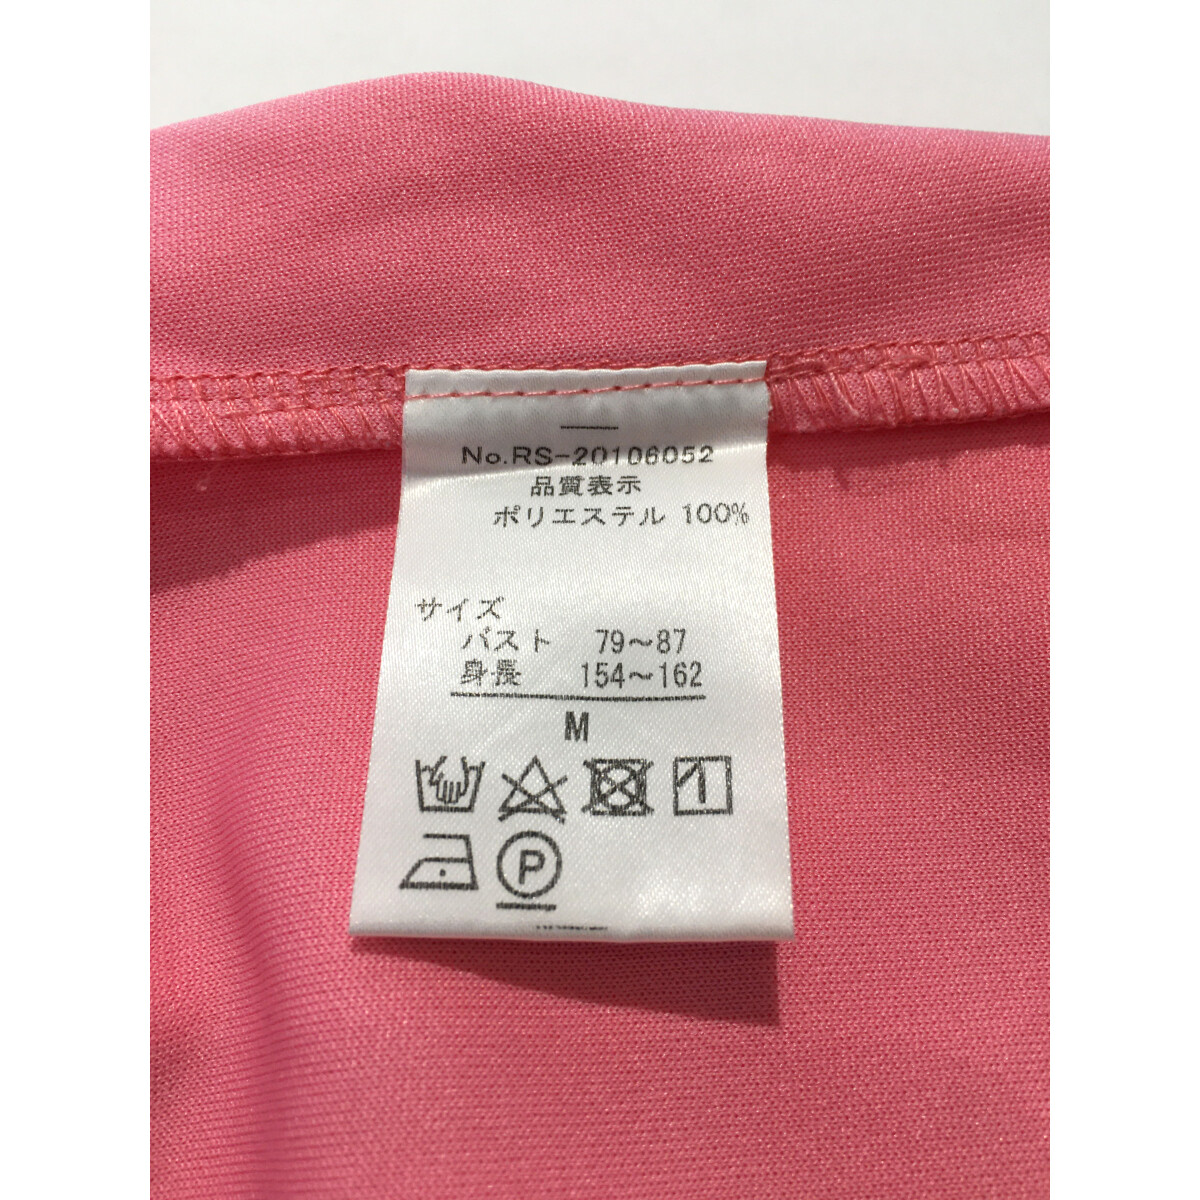 No.RS-20106052
品質表示
ポリエステル 100%
サイズ
バスト 79～87
身長 154～162
M
P